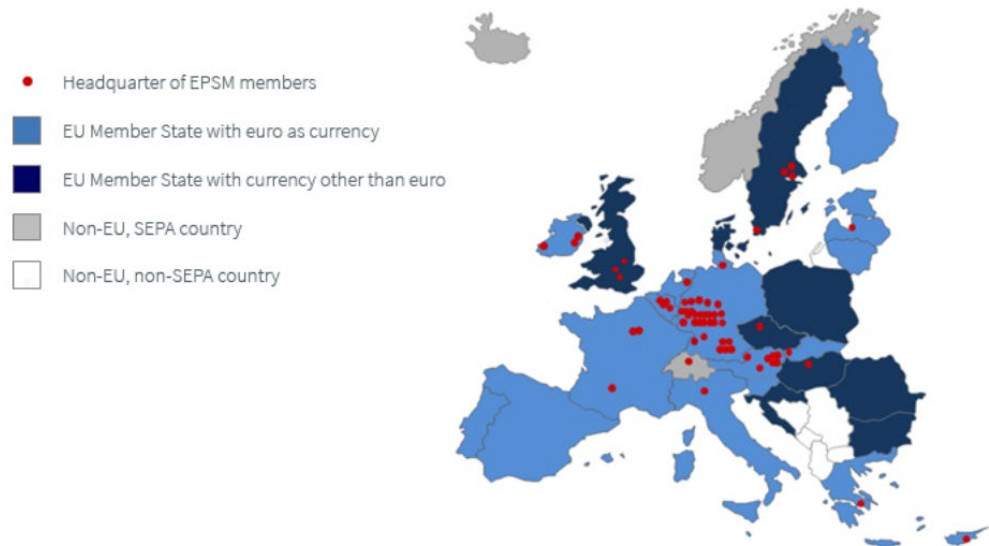 Headquarter of EPSM members
EU Member State with euro as currency
EU Member State with currency other than euro
Non-EU, SEPA country
Non-EU, non-SEPA country